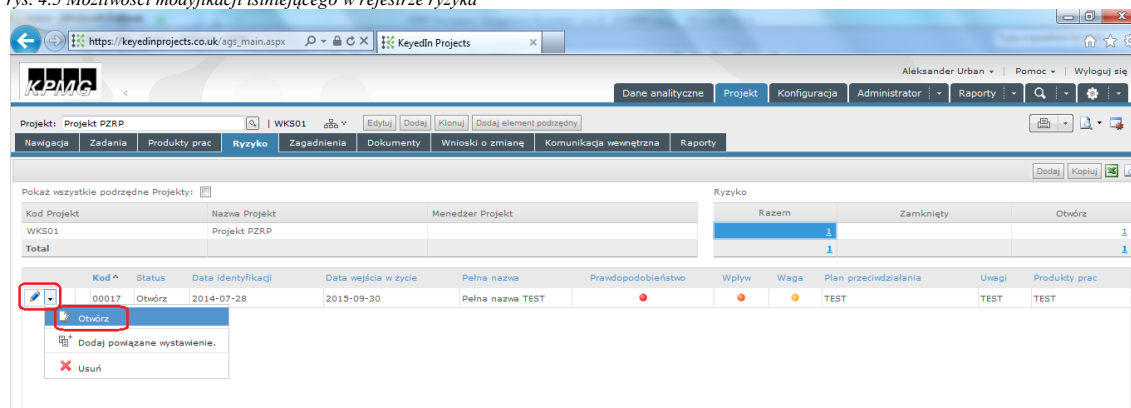 rys. 4.5 Możliwości modyfikacji istniejącego w rejestrze ryzyka
https://keyedinprojects.co.uk/ags_main.aspx KeyedIn Projects
Aleksander Urban Pomoc Wyloguj się
KPMG
Dane analityczne Projekt Konfiguracja Administrator Raporty
Projekt: Projekt PZRP WKS01 Edytuj Dodaj Klonuj Dodaj element podrzędny
Nawigacja Zadania Produkty prac Ryzyko Zagadnienia Dokumenty Wnioski o zmianę Komunikacja wewnętrzna Raporty
Dodaj Kopiuj
Pokaż wszystkie podrzędne Projekty: Ryzyko
Kod Projekt Nazwa Projekt Menedżer Projekt Razem Zamknięty Otwórz
WKS01 Projekt PZRP 1 1
Total 1 1
Kod Status Data identyfikacji Data wejścia w życie Pełna nazwa Prawdopodobieństwo Wpływ Waga Plan przeciwdziałania Uwagi Produkty prac
00017 Otwórz 2014-07-28 2015-09-30 Pełna nazwa TEST TEST TEST TEST
Otwórz
Dodaj powiązane wystawienie.
Usuń